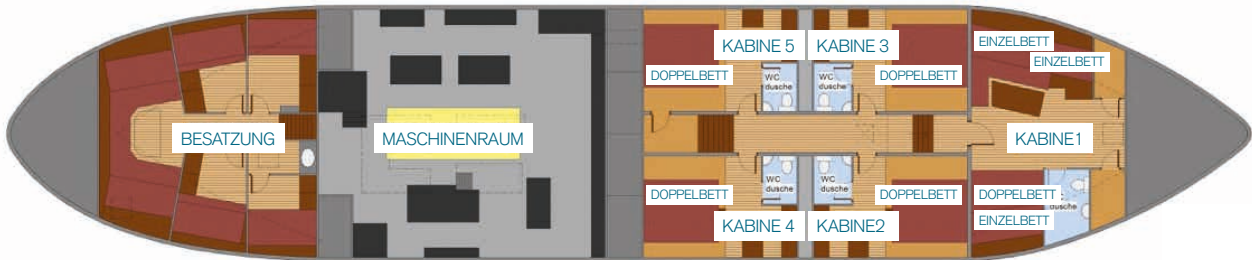 KABINE 5
KABINE 3
EINZELBETT
EINZELBETT
DOPPELBETT
WC
dusche
WC
dusche
DOPPELBETT
BESATZUNG
MASCHINENRAUM
KABINE1
DOPPELBETT
WC
dusche
WC
dusche
DOPPELBETT
DOPPELBETT
WC
dusche
EINZELBETT
KABINE 4
KABINE2